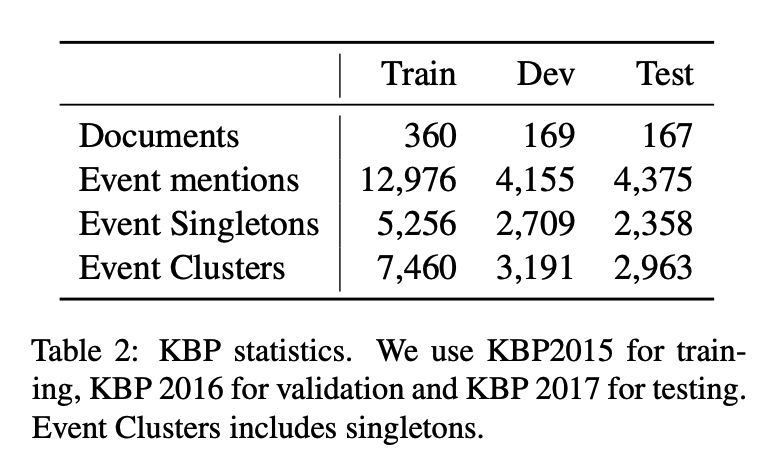 Train Dev Test
Documents 360 169 167
Event mentions 12,976 4,155 4,375
Event Singletons 5,256 2,709 2,358
Event Clusters 7,460 3,191 2,963
Table 2: KBP statistics. We use KBP2015 for train-
ing, KBP 2016 for validation and KBP 2017 for testing.
Event Clusters includes singletons.